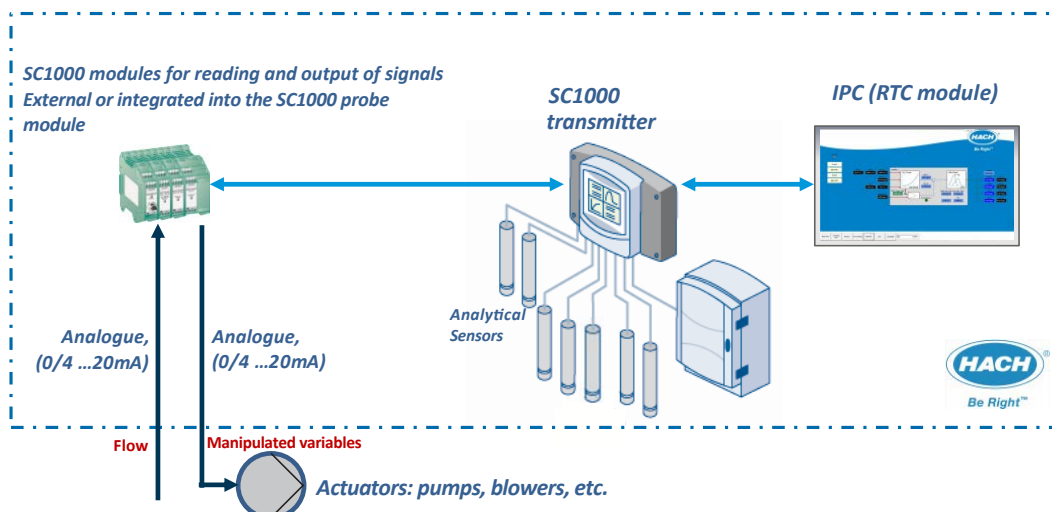 SC1000 modules for reading and output of signals
External or integrated into the SC1000 probe
module
SC1000
transmitter
IPC (RTC module)
HACH
Be Right™
Analytical
Sensors
Analogue,
(0/4 ...20mA)
Analogue,
(0/4 ...20mA)
HACH®
Be Right™
Flow
Manipulated variables
Actuators: pumps, blowers, etc.